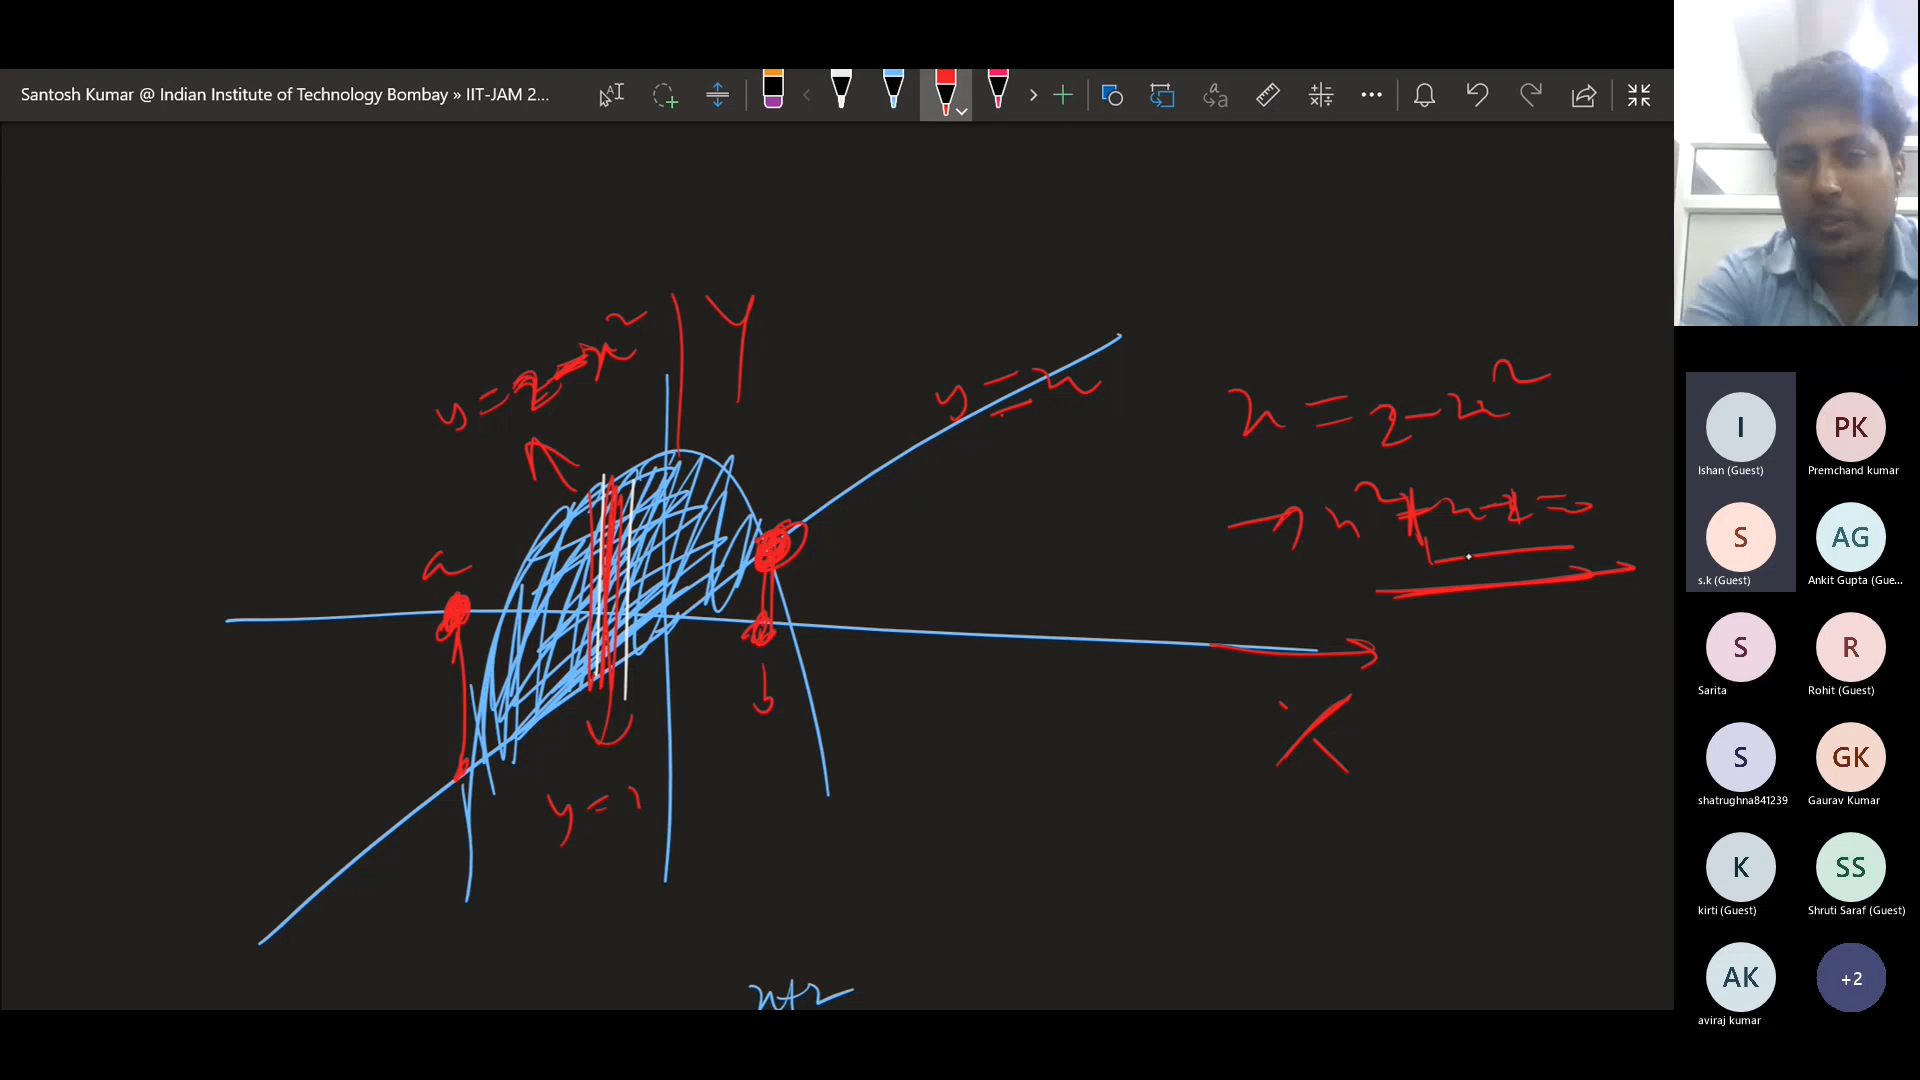 Santosh Kumar @ Indian Institute of Technology Bombay » IIT-JAM 2...
y = 2 - x²
Y
y = x
x = 2 - x²
a
b
X
y =
x+2
I
Ishan (Guest)
PK
Premchand kumar
S
s.k (Guest)
AG
Ankit Gupta (Gue...
S
Sarita
R
Rohit (Guest)
S
shatrughna841239
GK
Gaurav Kumar
K
kirti (Guest)
SS
Shruti Saraf (Guest)
AK
aviraj kumar
+2